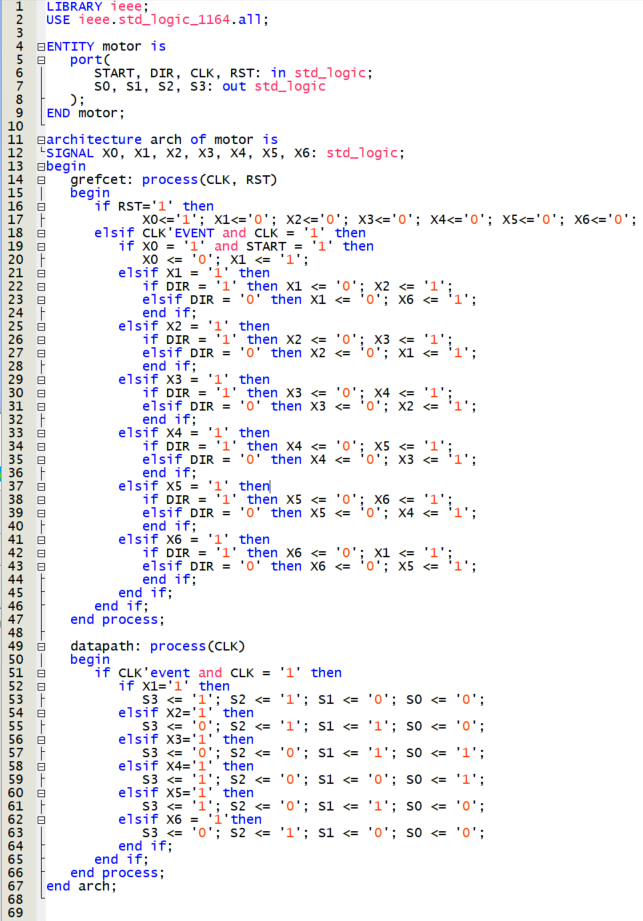 1 LIBRARY ieee;
2 USE ieee.std_logic_1164.all;
3
4 ENTITY motor is
5 port(
6 START, DIR, CLK, RST: in std_logic;
7 S0, S1, S2, S3: out std_logic
8 );
9 END motor;
10
11 architecture arch of motor is
12 SIGNAL X0, X1, X2, X3, X4, X5, X6: std_logic;
13 begin
14 grefcet: process(CLK, RST)
15 begin
16 if RST='1' then
17 X0<='1'; X1<='0'; X2<='0'; X3<='0'; X4<='0'; X5<='0'; X6<='0';
18 elsif CLK'EVENT and CLK = '1' then
19 if X0 = '1' and START = '1' then
20 X0 <= '0'; X1 <= '1';
21 elsif X1 = '1' then
22 if DIR = '1' then X1 <= '0'; X2 <= '1';
23 elsif DIR = '0' then X1 <= '0'; X6 <= '1';
24 end if;
25 elsif X2 = '1' then
26 if DIR = '1' then X2 <= '0'; X3 <= '1';
27 elsif DIR = '0' then X2 <= '0'; X1 <= '1';
28 end if;
29 elsif X3 = '1' then
30 if DIR = '1' then X3 <= '0'; X4 <= '1';
31 elsif DIR = '0' then X3 <= '0'; X2 <= '1';
32 end if;
33 elsif X4 = '1' then
34 if DIR = '1' then X4 <= '0'; X5 <= '1';
35 elsif DIR = '0' then X4 <= '0'; X3 <= '1';
36 end if;
37 elsif X5 = '1' then
38 if DIR = '1' then X5 <= '0'; X6 <= '1';
39 elsif DIR = '0' then X5 <= '0'; X4 <= '1';
40 end if;
41 elsif X6 = '1' then
42 if DIR = '1' then X6 <= '0'; X1 <= '1';
43 elsif DIR = '0' then X6 <= '0'; X5 <= '1';
44 end if;
45 end if;
46 end if;
47 end process;
48
49 datapath: process(CLK)
50 begin
51 if CLK'event and CLK = '1' then
52 if X1='1' then
53 S3 <= '1'; S2 <= '1'; S1 <= '0'; S0 <= '0';
54 elsif X2='1' then
55 S3 <= '0'; S2 <= '1'; S1 <= '1'; S0 <= '0';
56 elsif X3='1' then
57 S3 <= '0'; S2 <= '0'; S1 <= '1'; S0 <= '1';
58 elsif X4='1' then
59 S3 <= '1'; S2 <= '0'; S1 <= '0'; S0 <= '1';
60 elsif X5='1' then
61 S3 <= '1'; S2 <= '0'; S1 <= '1'; S0 <= '0';
62 elsif X6 = '1'then
63 S3 <= '0'; S2 <= '1'; S1 <= '0'; S0 <= '0';
64 end if;
65 end if;
66 end process;
67 end arch;
68
69